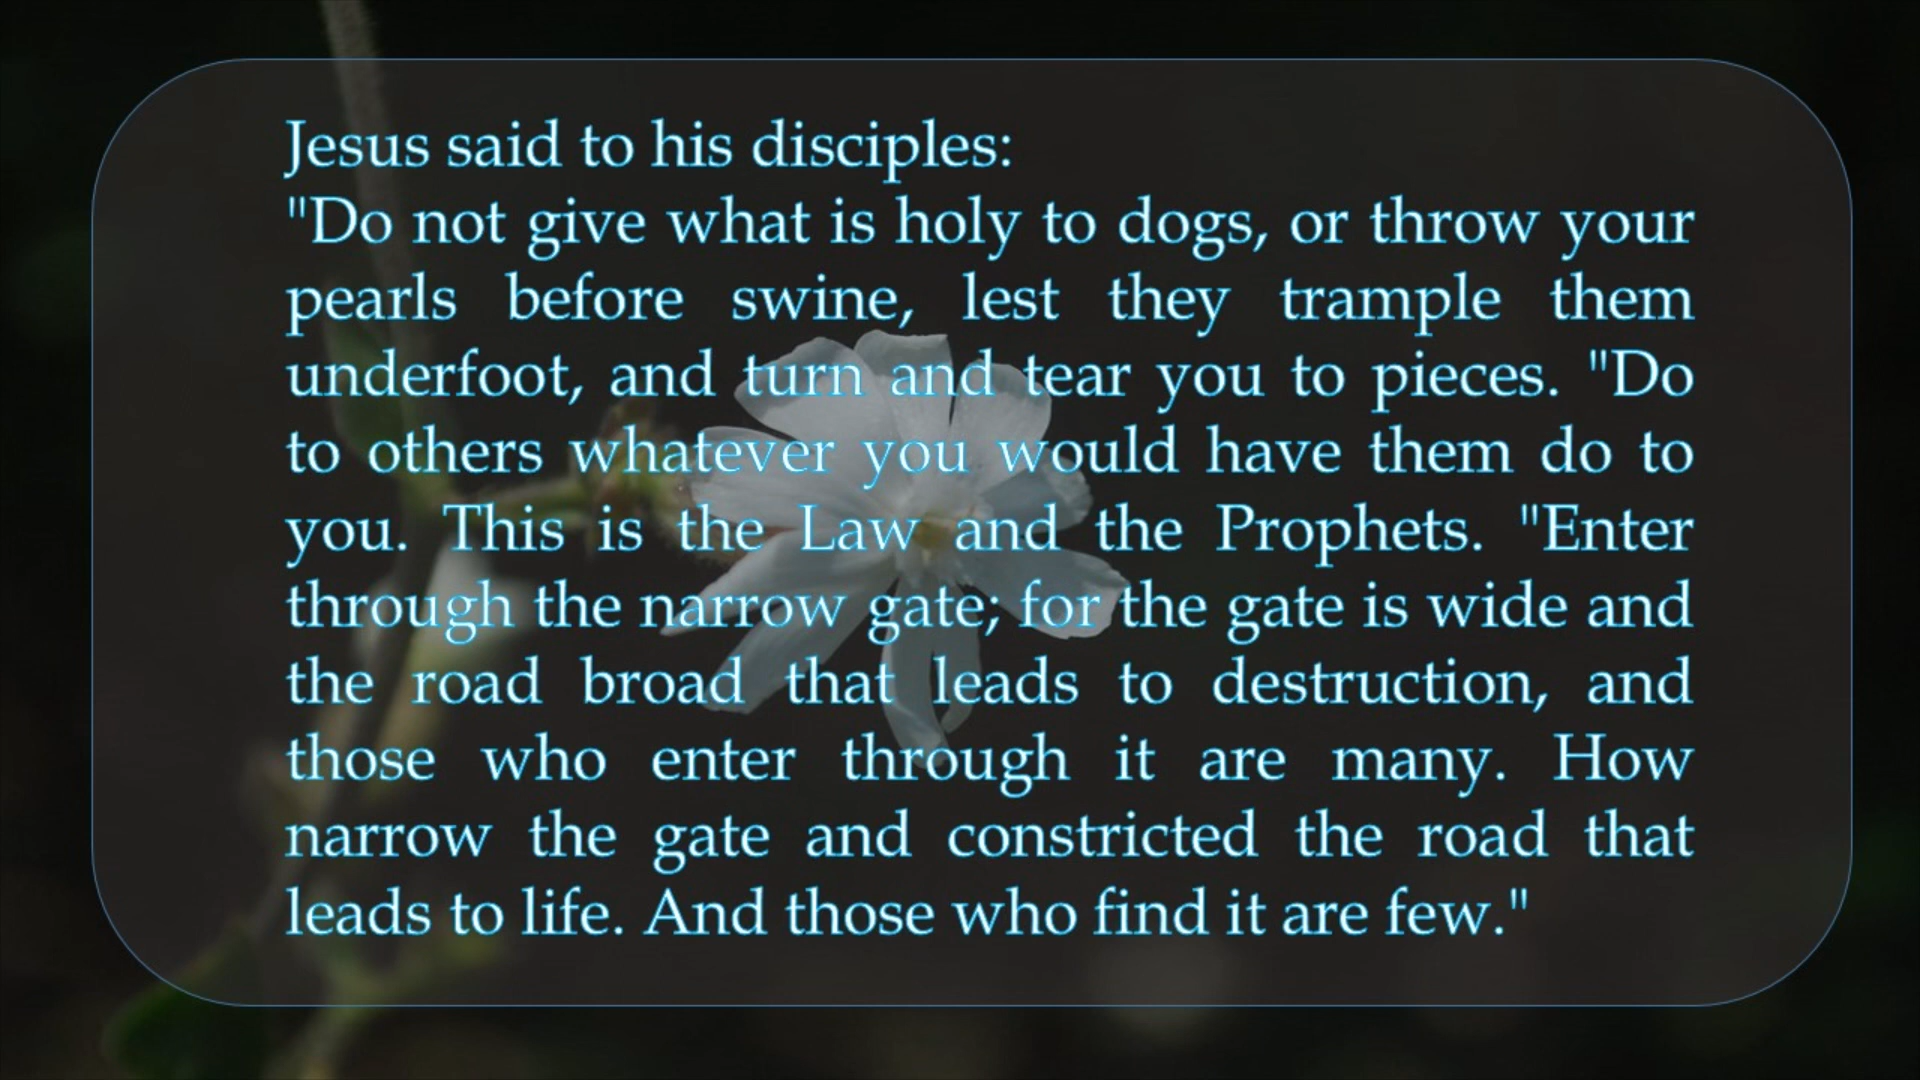 Jesus said to his disciples:
"Do not give what is holy to dogs, or throw your
pearls before swine, lest they trample them
underfoot, and turn and tear you to pieces. "Do
to others whatever you would have them do to
you. This is the Law and the Prophets. "Enter
through the narrow gate; for the gate is wide and
the road broad that leads to destruction, and
those who enter through it are many. How
narrow the gate and constricted the road that
leads to life. And those who find it are few."